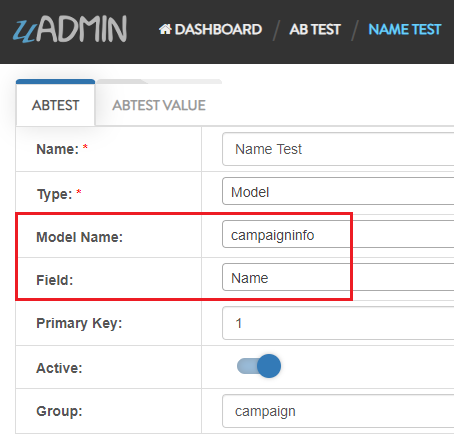 uADMIN DASHBOARD / AB TEST / NAME TEST
ABTEST ABTEST VALUE
Name: * Name Test
Type: * Model
Model Name: campaigninfo
Field: Name
Primary Key: 1
Active:
Group: campaign